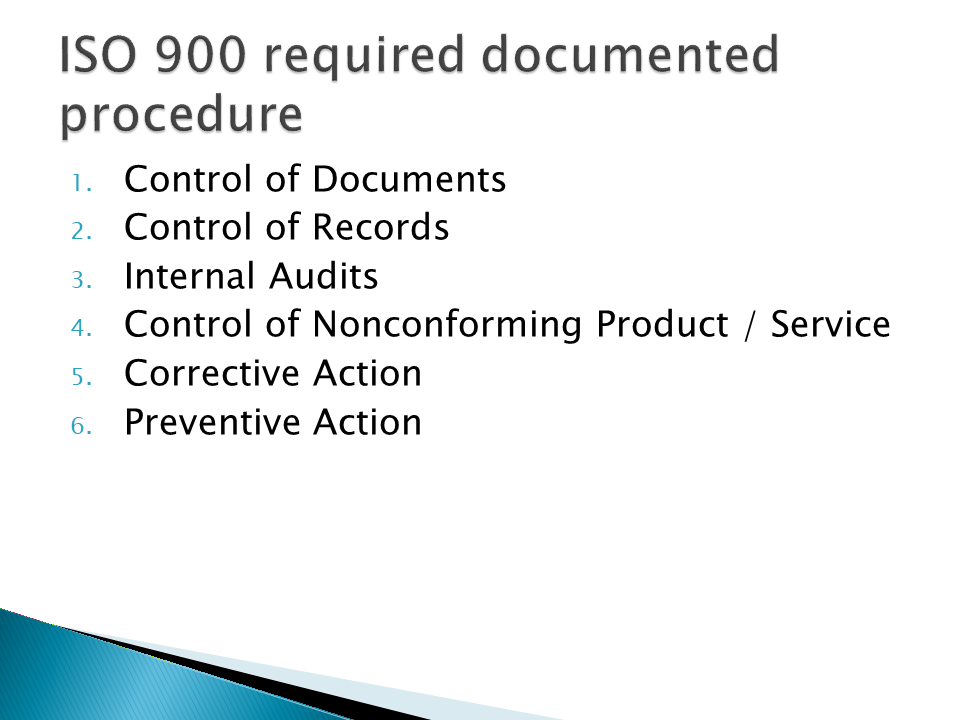 ISO 900 required documented
procedure
1. Control of Documents
2. Control of Records
3. Internal Audits
4. Control of Nonconforming Product / Service
5. Corrective Action
6. Preventive Action